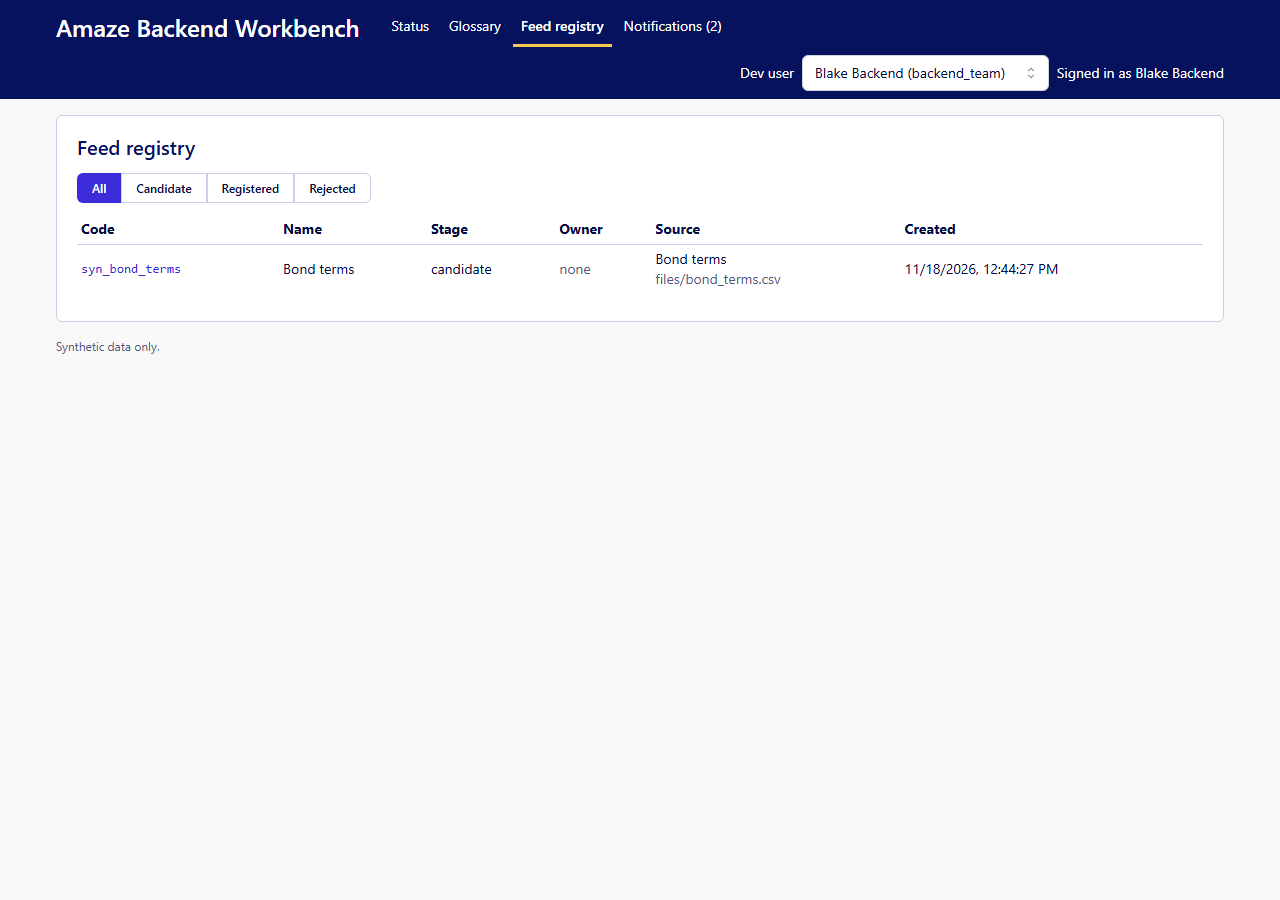 Amaze Backend Workbench
Status
Glossary
Feed registry
Notifications (2)
Dev user
Blake Backend (backend_team)
Signed in as Blake Backend
Feed registry
All
Candidate
Registered
Rejected
Code Name Stage Owner Source Created
syn_bond_terms Bond terms candidate none Bond terms 11/18/2026, 12:44:27 PM
files/bond_terms.csv
Synthetic data only.